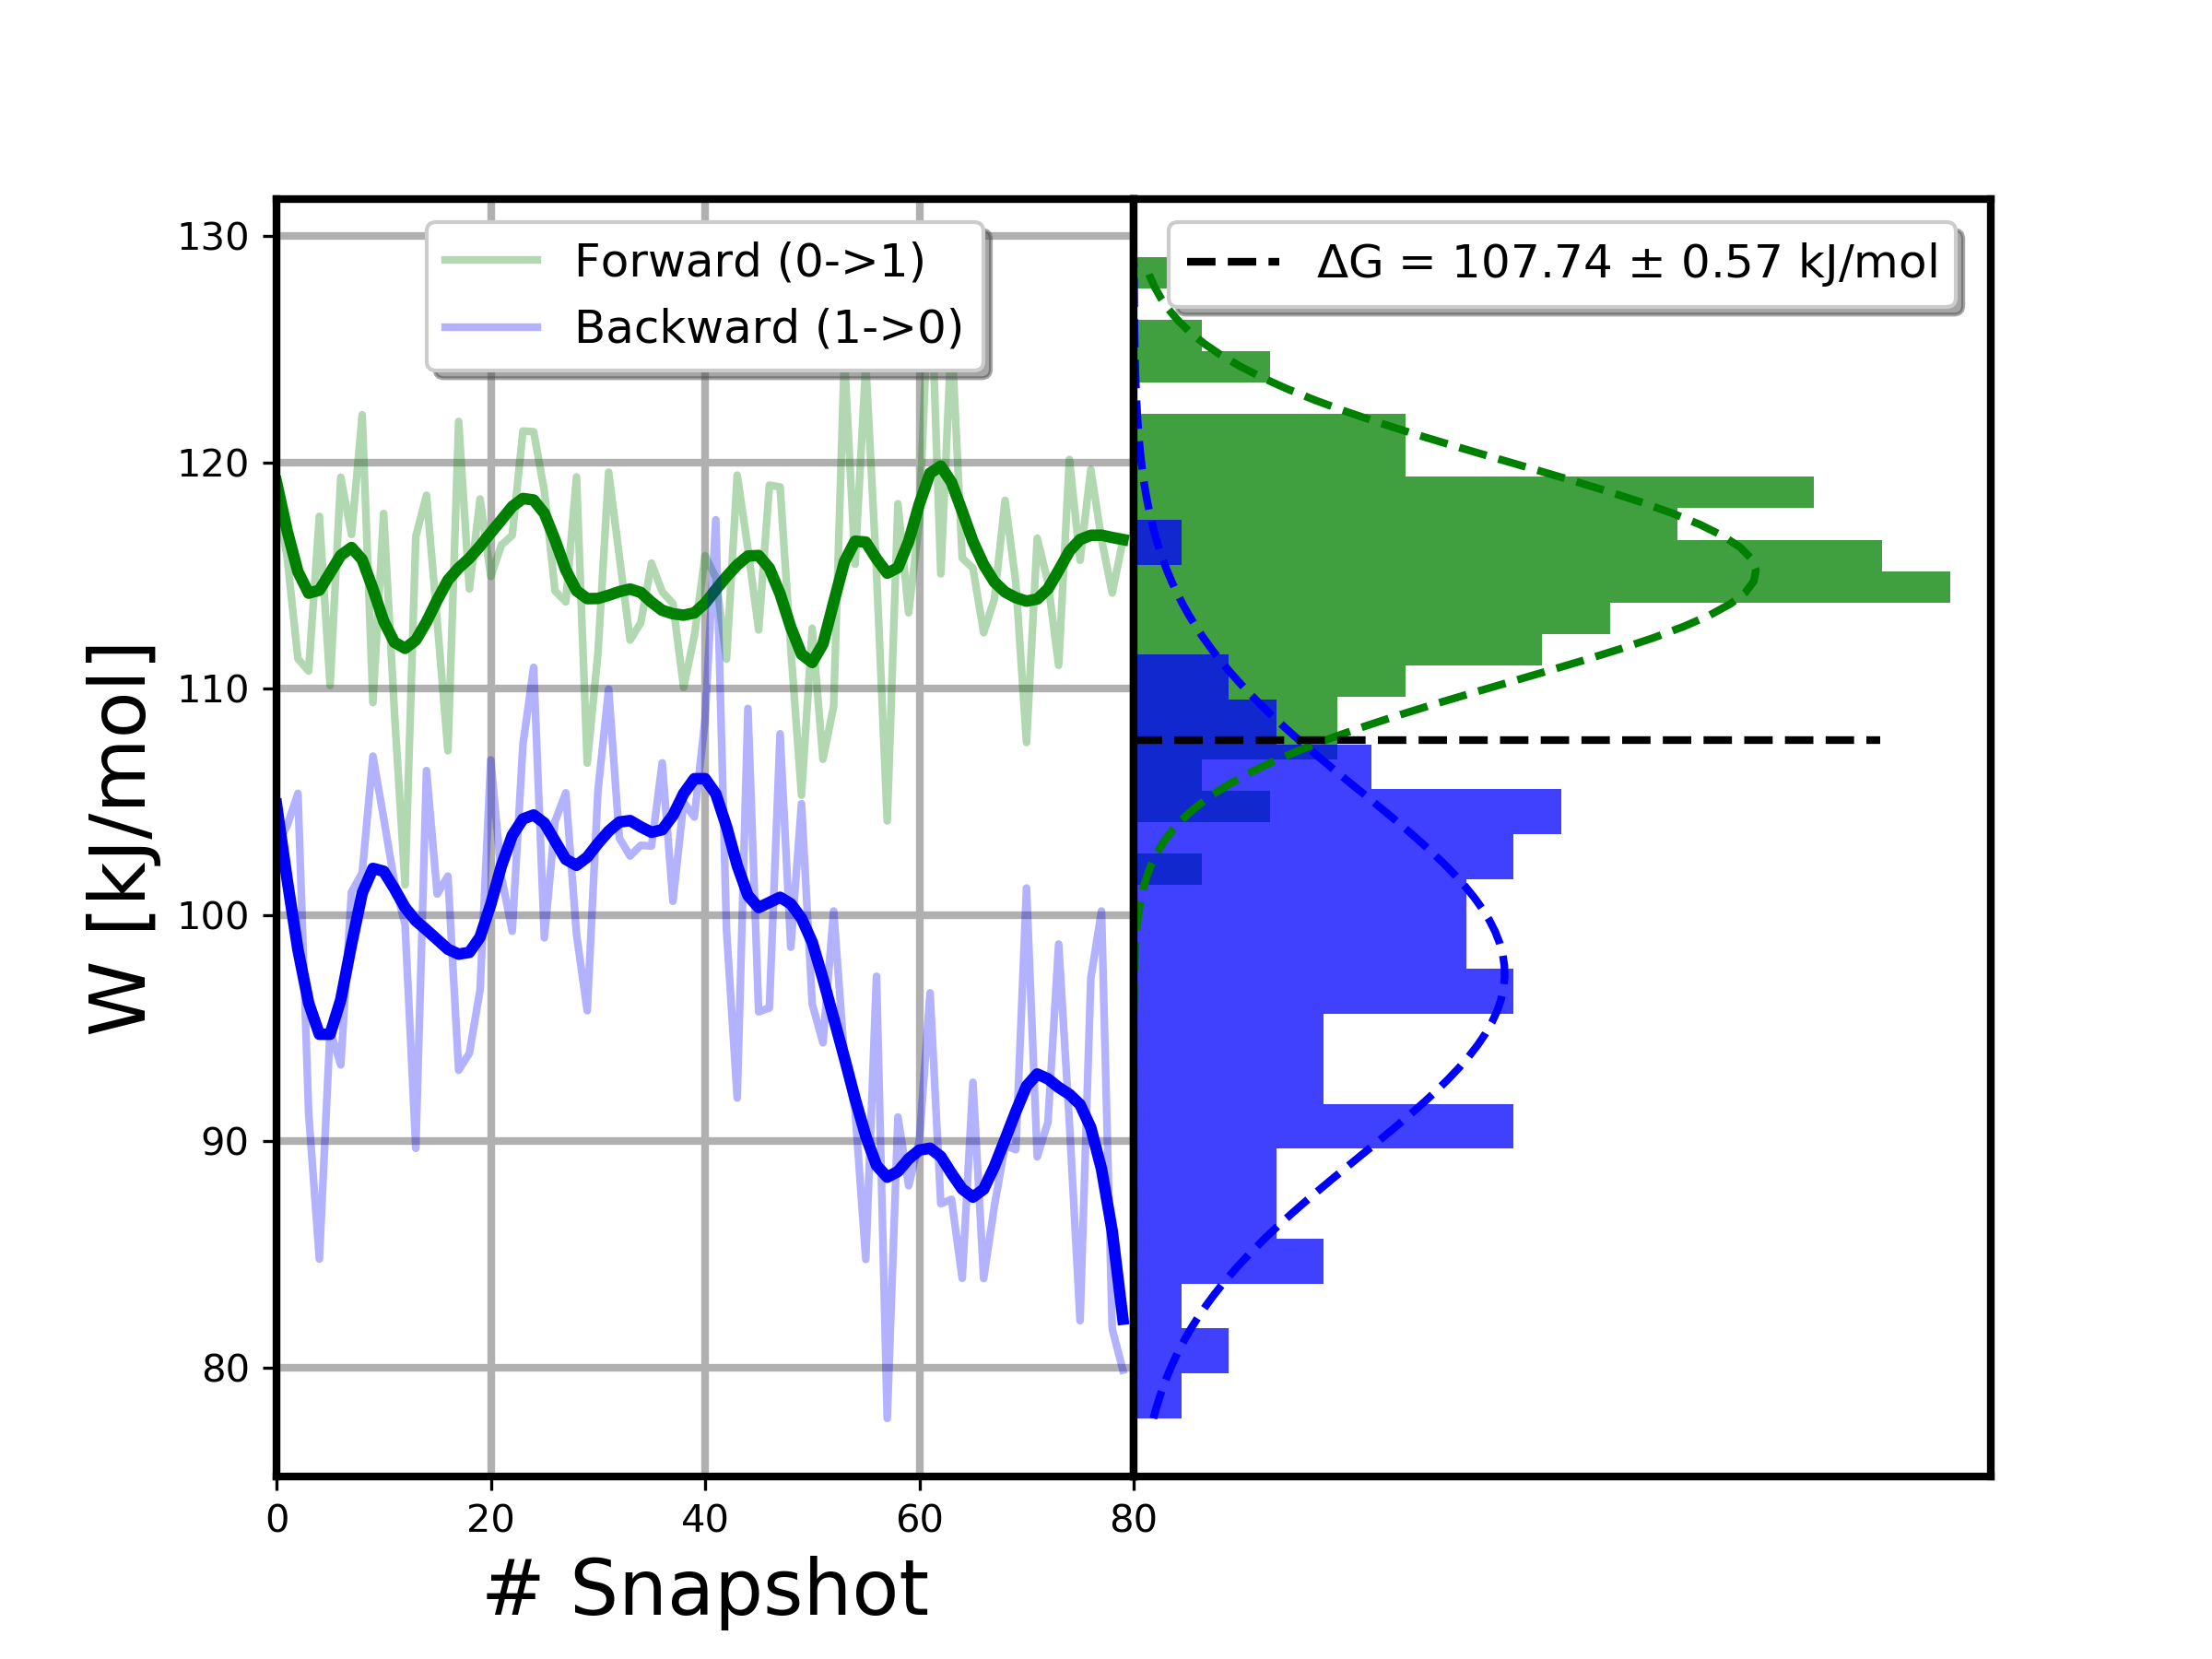 Forward (0->1)
Backward (1->0)
ΔG = 107.74 ± 0.57 kJ/mol
W [kJ/mol]
130
120
110
100
90
80
0 20 40 60 80
# Snapshot